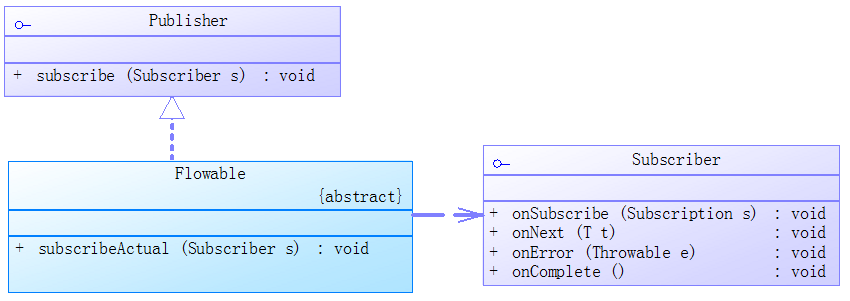 Publisher
+ subscribe (Subscriber s) : void
Flowable
{abstract}
+ subscribeActual (Subscriber s) : void
Subscriber
+ onSubscribe (Subscription s) : void
+ onNext (T t) : void
+ onError (Throwable e) : void
+ onComplete () : void